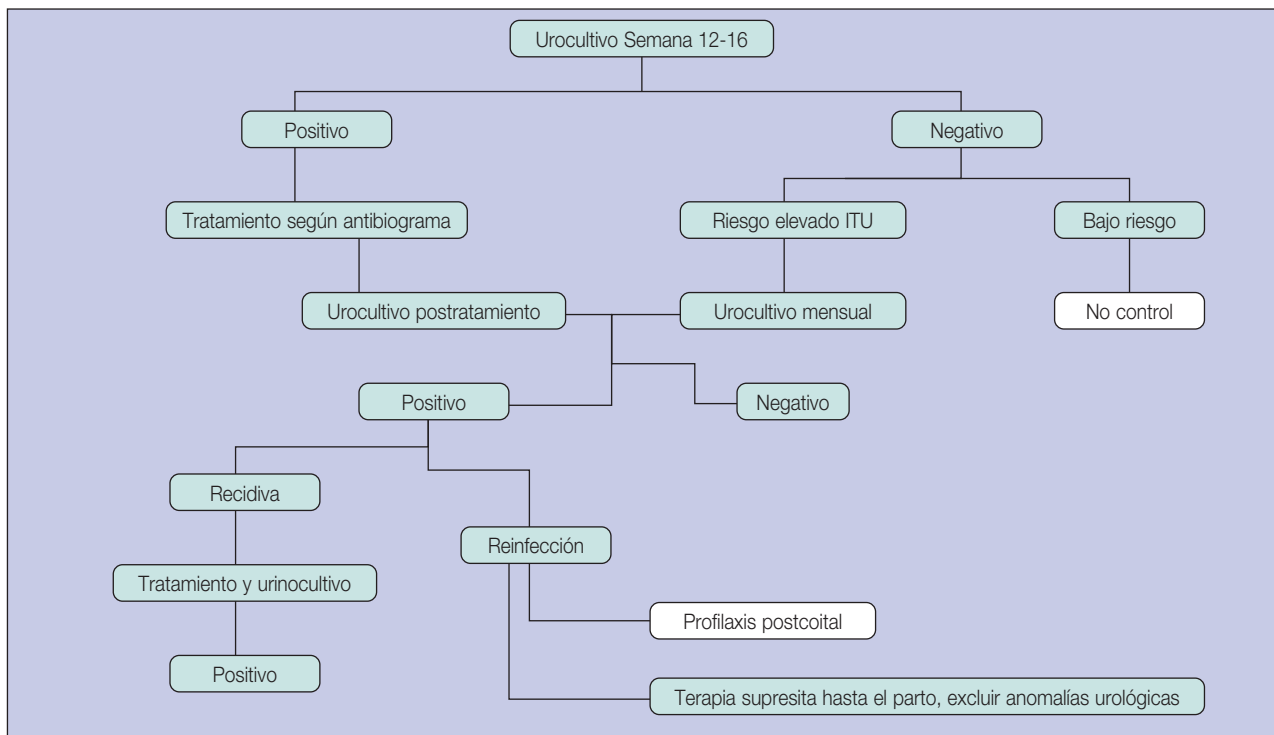 Urocultivo Semana 12-16
Positivo
Negativo
Tratamiento según antibiograma
Riesgo elevado ITU
Bajo riesgo
Urocultivo postratamiento
Urocultivo mensual
No control
Positivo
Negativo
Recidiva
Reinfección
Tratamiento y urinocultivo
Profilaxis postcoital
Positivo
Terapia supresita hasta el parto, excluir anomalías urológicas